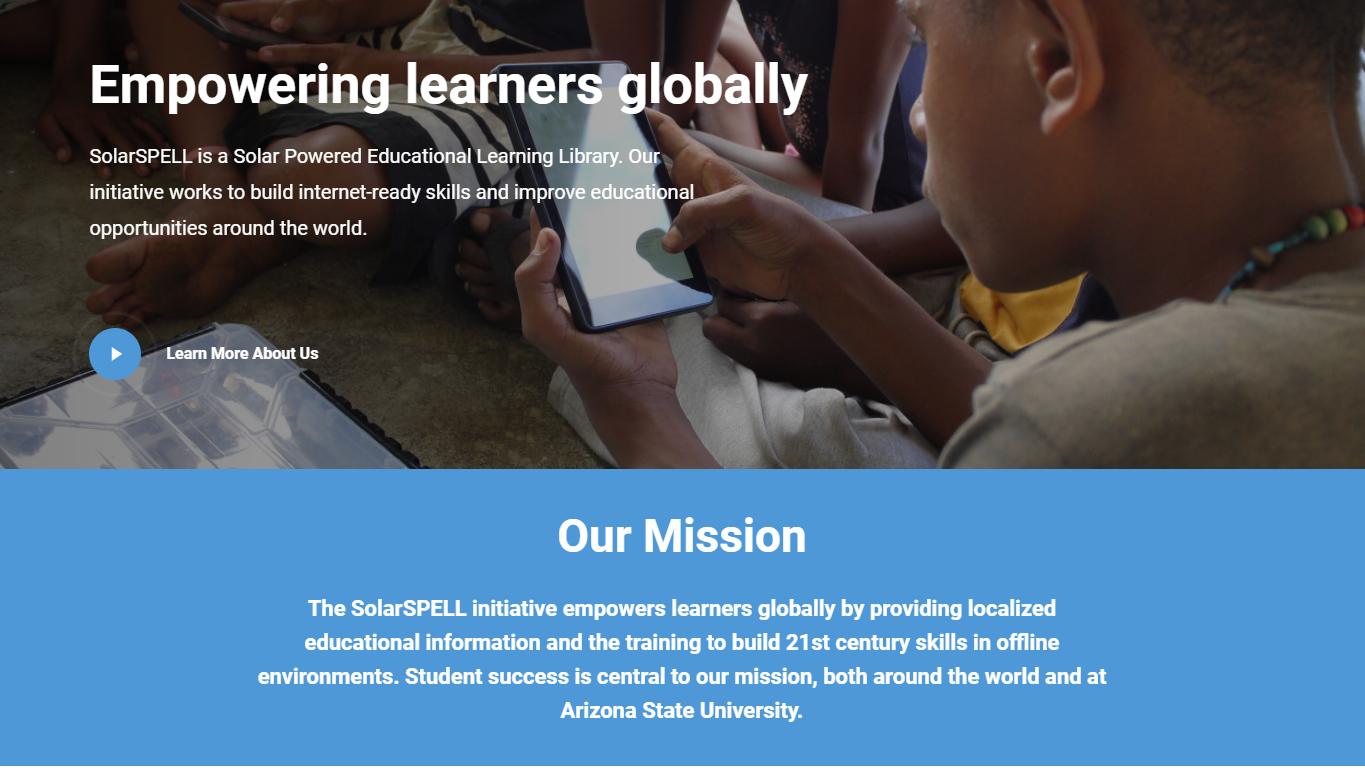 Empowering learners globally
SolarSPELL is a Solar Powered Educational Learning Library. Our
initiative works to build internet-ready skills and improve educational
opportunities around the world.
Learn More About Us
Our Mission
The SolarSPELL initiative empowers learners globally by providing localized
educational information and the training to build 21st century skills in offline
environments. Student success is central to our mission, both around the world and at
Arizona State University.